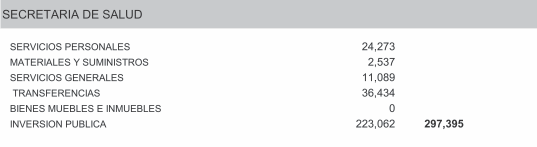 SECRETARIA DE SALUD
SERVICIOS PERSONALES 24,273
MATERIALES Y SUMINISTROS 2,537
SERVICIOS GENERALES 11,089
TRANSFERENCIAS 36,434
BIENES MUEBLES E INMUEBLES 0
INVERSION PUBLICA 223,062 297,395